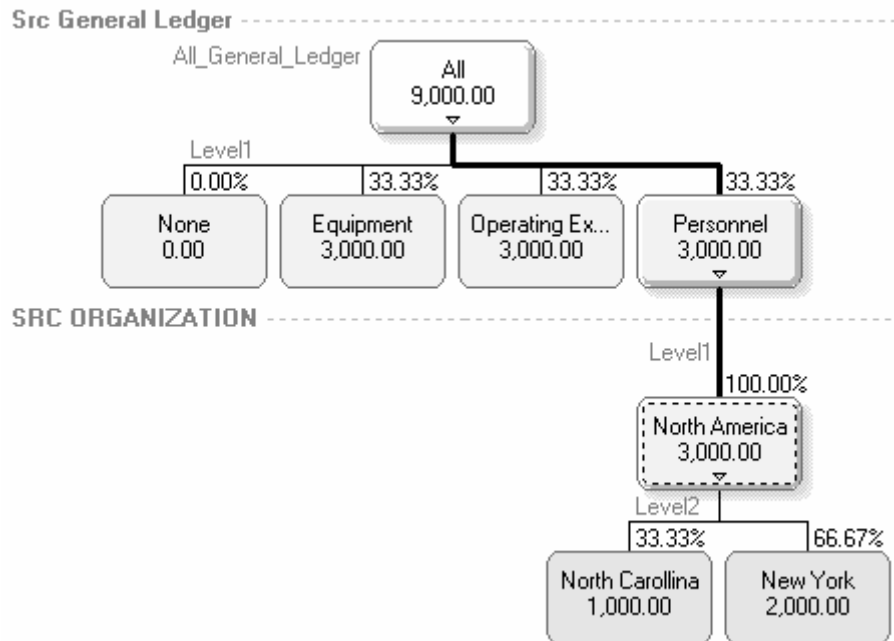 Src General Ledger
All_General_Ledger
All
9,000.00
Level1
0.00%
33.33%
33.33%
33.33%
None
0.00
Equipment
3,000.00
Operating Ex...
3,000.00
Personnel
3,000.00
SRC ORGANIZATION
Level1
100.00%
North America
3,000.00
Level2
33.33%
66.67%
North Carollina
1,000.00
New York
2,000.00